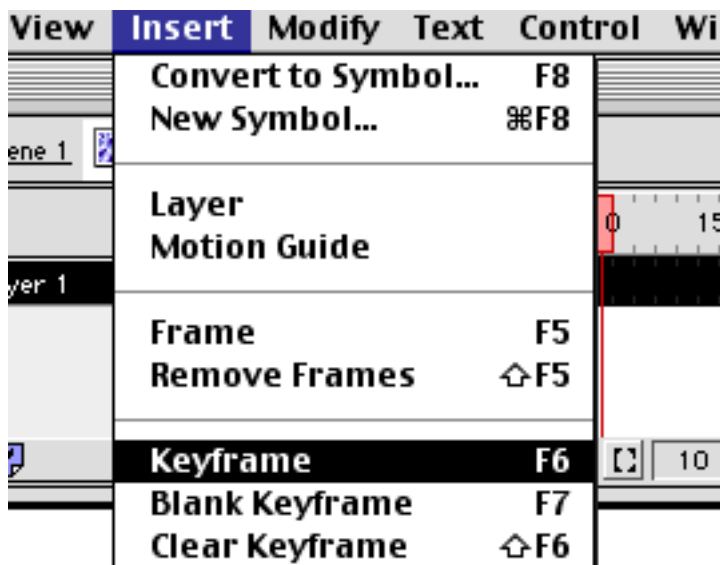 View Insert Modify Text Control Wi
Convert to Symbol... F8
New Symbol... ⌘F8
ene 1
Layer
0 15
Motion Guide
yer 1
Frame F5
Remove Frames ⇧F5
Keyframe F6 10
Blank Keyframe F7
Clear Keyframe ⇧F6